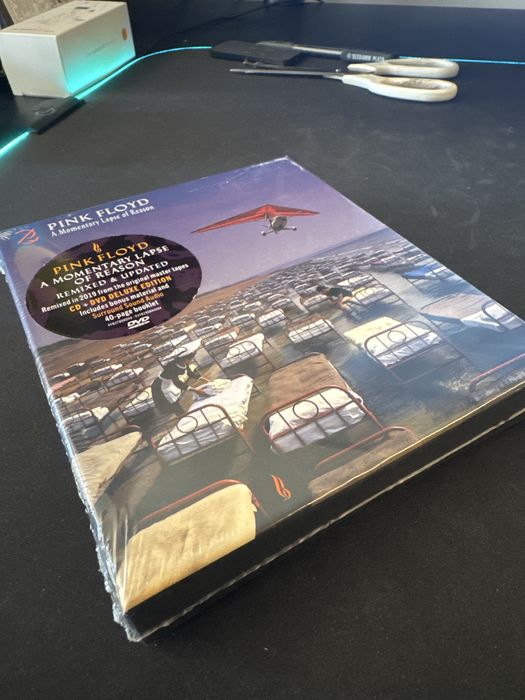 PINK FLOYD
A Momentary Lapse of Reason
PINK FLOYD
A MOMENTARY LAPSE
OF REASON
REMIXED & UPDATED
Remixed in 2019 from the original master tapes
CD + DVD DELUXE EDITION
Includes bonus material and
Surround Sound Audio
40-page booklet
DVD